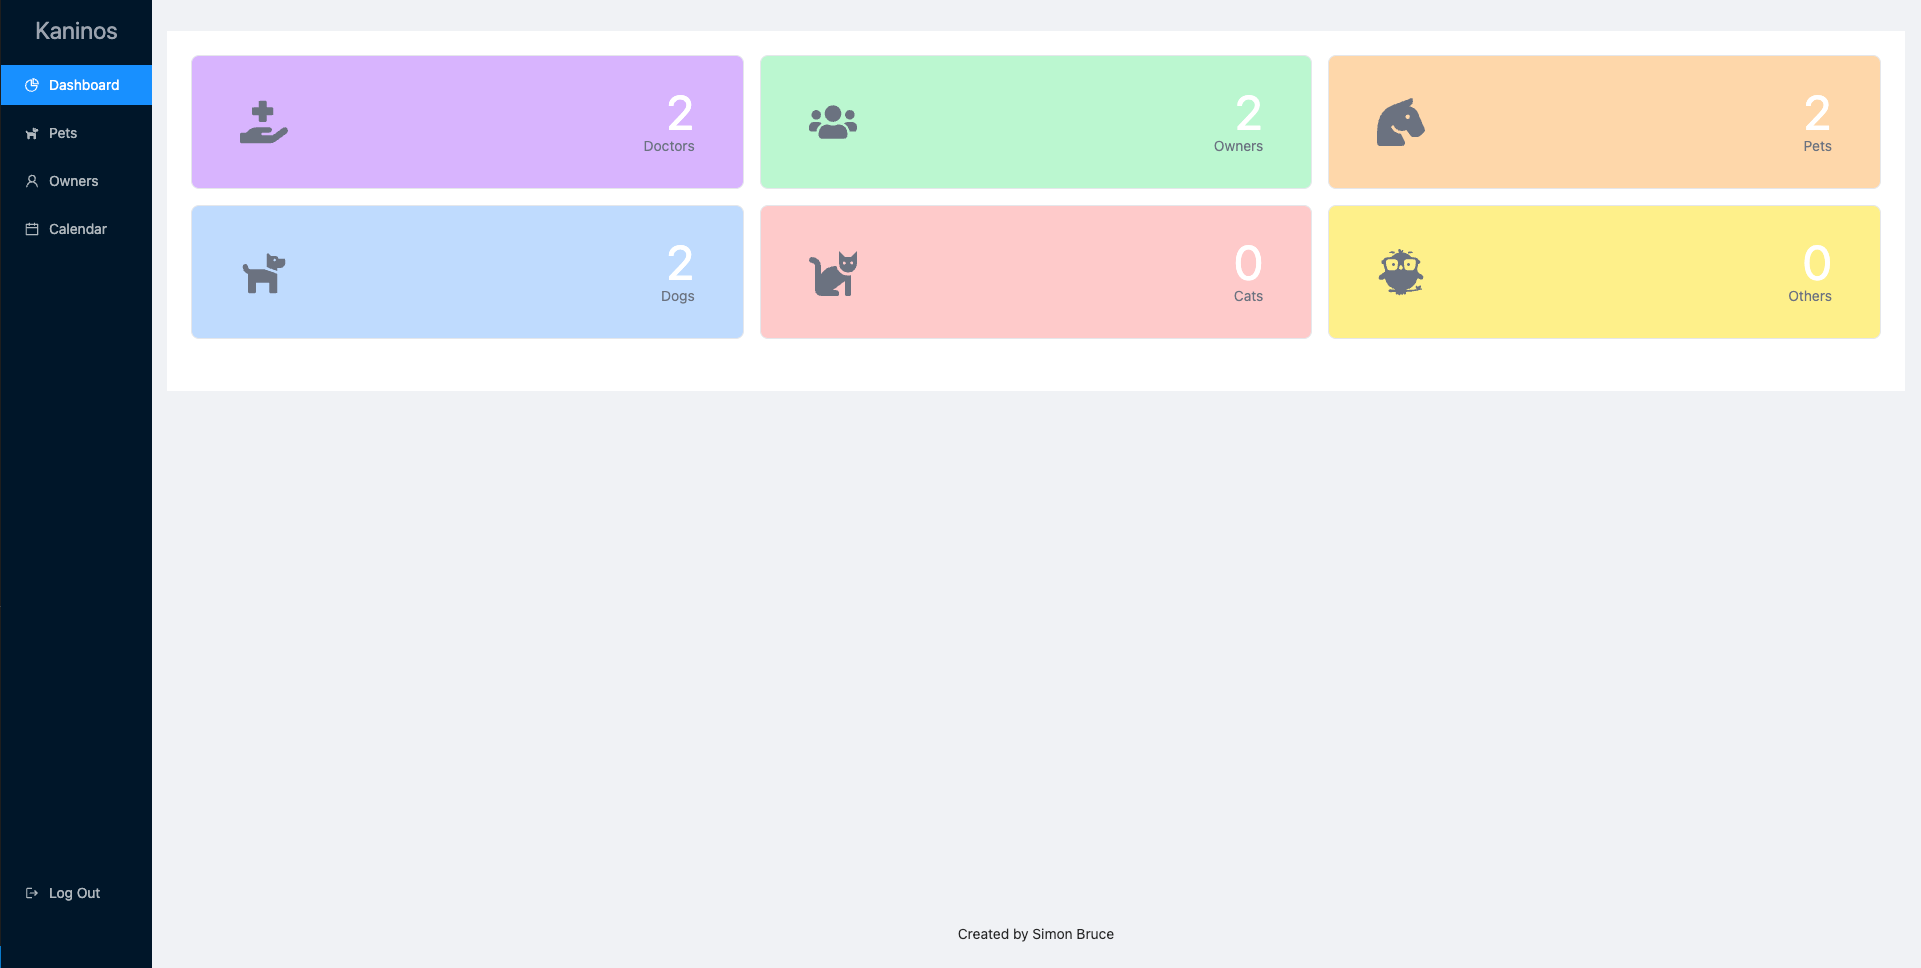 Kaninos
Dashboard
Pets
Owners
Calendar
Log Out
2
Doctors
2
Owners
2
Pets
2
Dogs
0
Cats
0
Others
Created by Simon Bruce